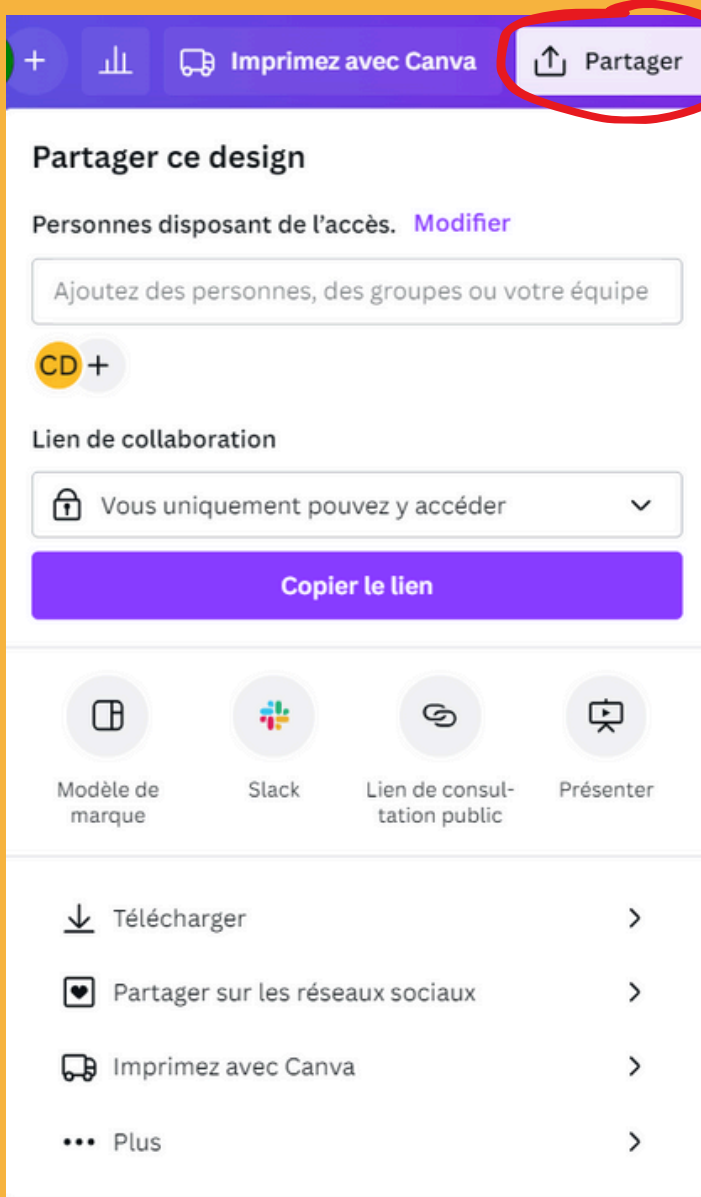 Imprimez avec Canva
Partager
Partager ce design
Personnes disposant de l’accès. Modifier
Ajoutez des personnes, des groupes ou votre équipe
CD
Lien de collaboration
Vous uniquement pouvez y accéder
Copier le lien
Modèle de
marque
Slack
Lien de consul-
tation public
Présenter
Télécharger
Partager sur les réseaux sociaux
Imprimez avec Canva
Plus